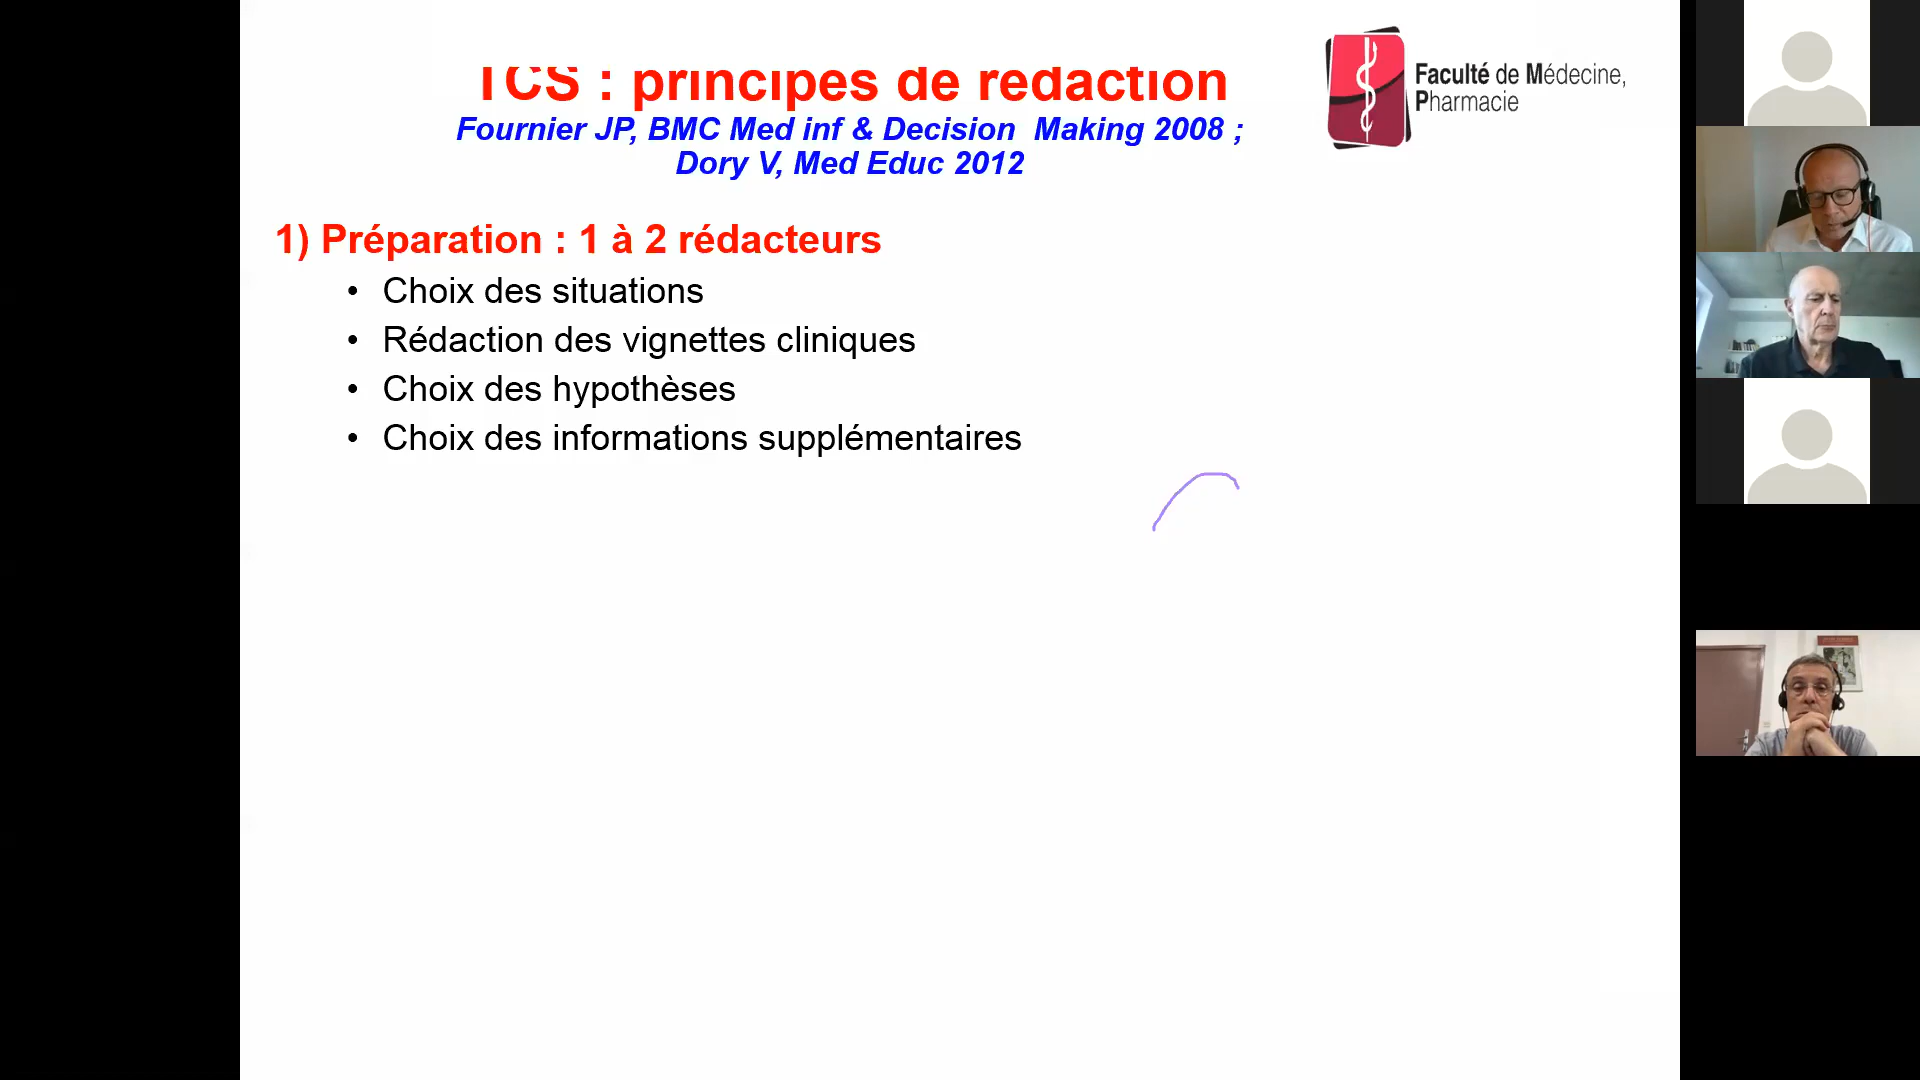 TCS : principes de rédaction
Fournier JP, BMC Med inf & Decision Making 2008 ;
Dory V, Med Educ 2012
Faculté de Médecine,
Pharmacie
1) Préparation : 1 à 2 rédacteurs
• Choix des situations
• Rédaction des vignettes cliniques
• Choix des hypothèses
• Choix des informations supplémentaires